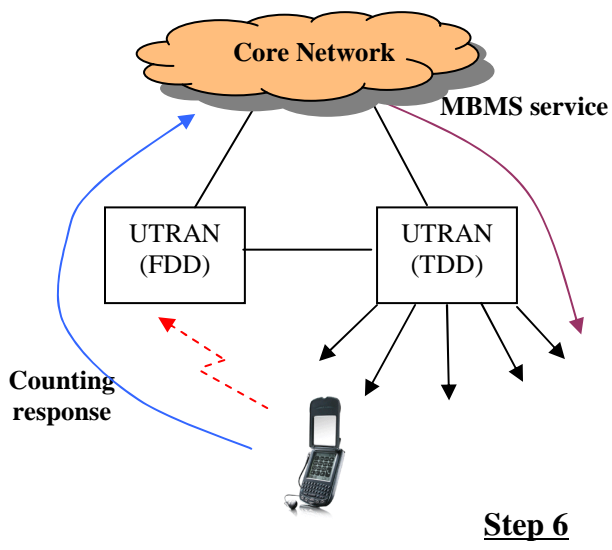 Core Network
MBMS service
UTRAN
(FDD)
UTRAN
(TDD)
Counting
response
Step 6